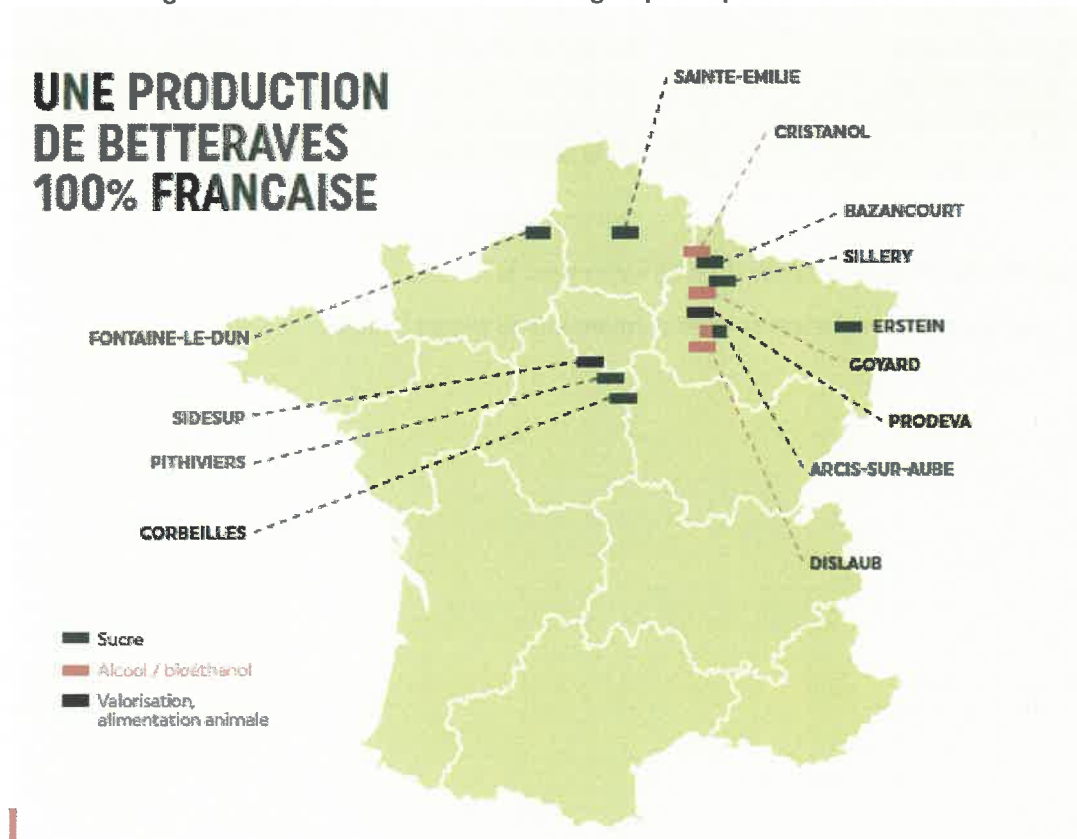 UNE PRODUCTION
DE BETTERAVES
100% FRANCAISE
SAINTE-EMILIE
CRISTANOL
BAZANCOURT
SILLERY
ERSTEIN
FONTAINE-LE-DUN
GOYARD
SIDESUP
PRODEVA
PITHIVIERS
ARCIS-SUR-AUBE
CORBEILLES
DISLAUB
Sucre
Alcool / bioéthanol
Valorisation,
alimentation animale